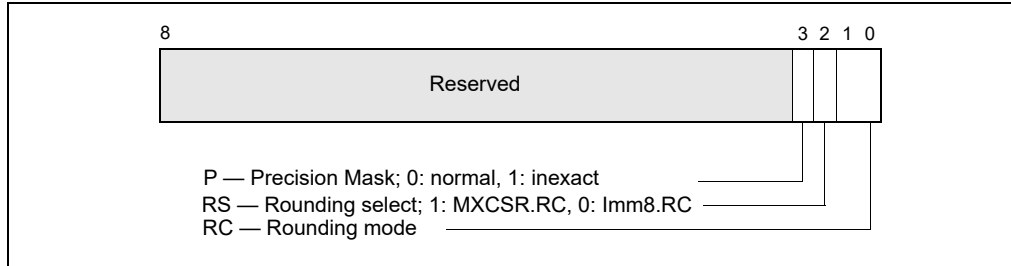 8 3 2 1 0
Reserved
P — Precision Mask; 0: normal, 1: inexact
RS — Rounding select; 1: MXCSR.RC, 0: Imm8.RC
RC — Rounding mode